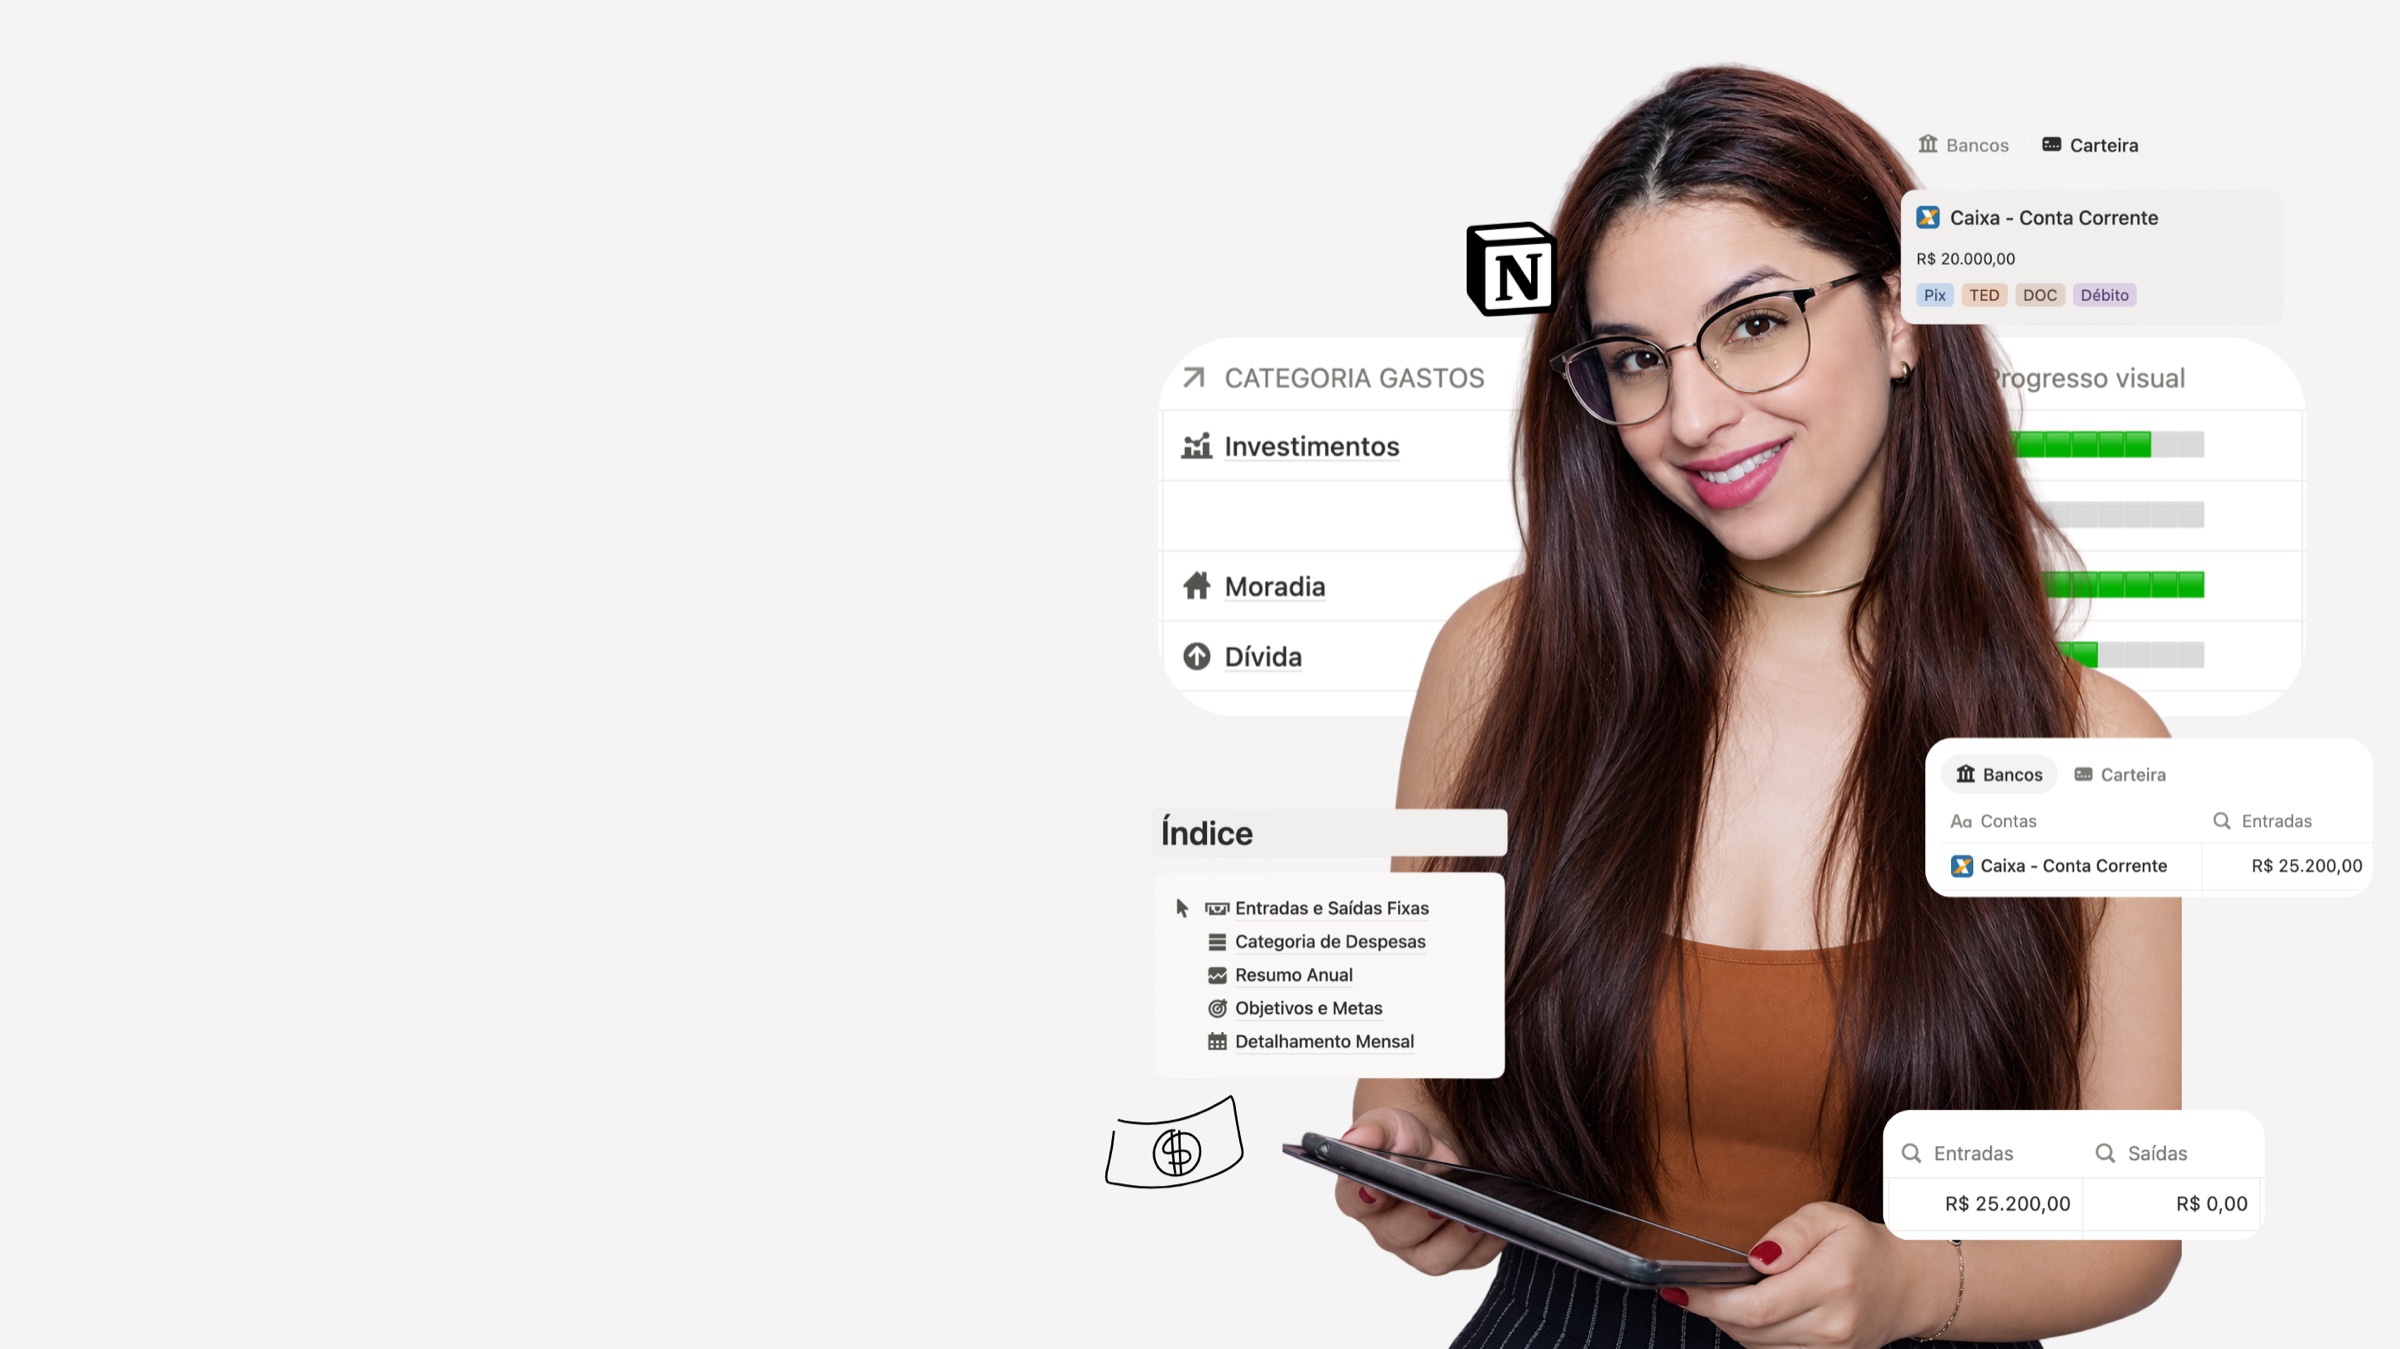 Bancos Carteira
Caixa - Conta Corrente
R$ 20.000,00
Pix TED DOC Débito
N
CATEGORIA GASTOS Progresso visual
Investimentos
Moradia
Dívida
Bancos Carteira
Aa Contas Entradas
Caixa - Conta Corrente R$ 25.200,00
Índice
Entradas e Saídas Fixas
Categoria de Despesas
Resumo Anual
Objetivos e Metas
Detalhamento Mensal
$
Entradas Saídas
R$ 25.200,00 R$ 0,00